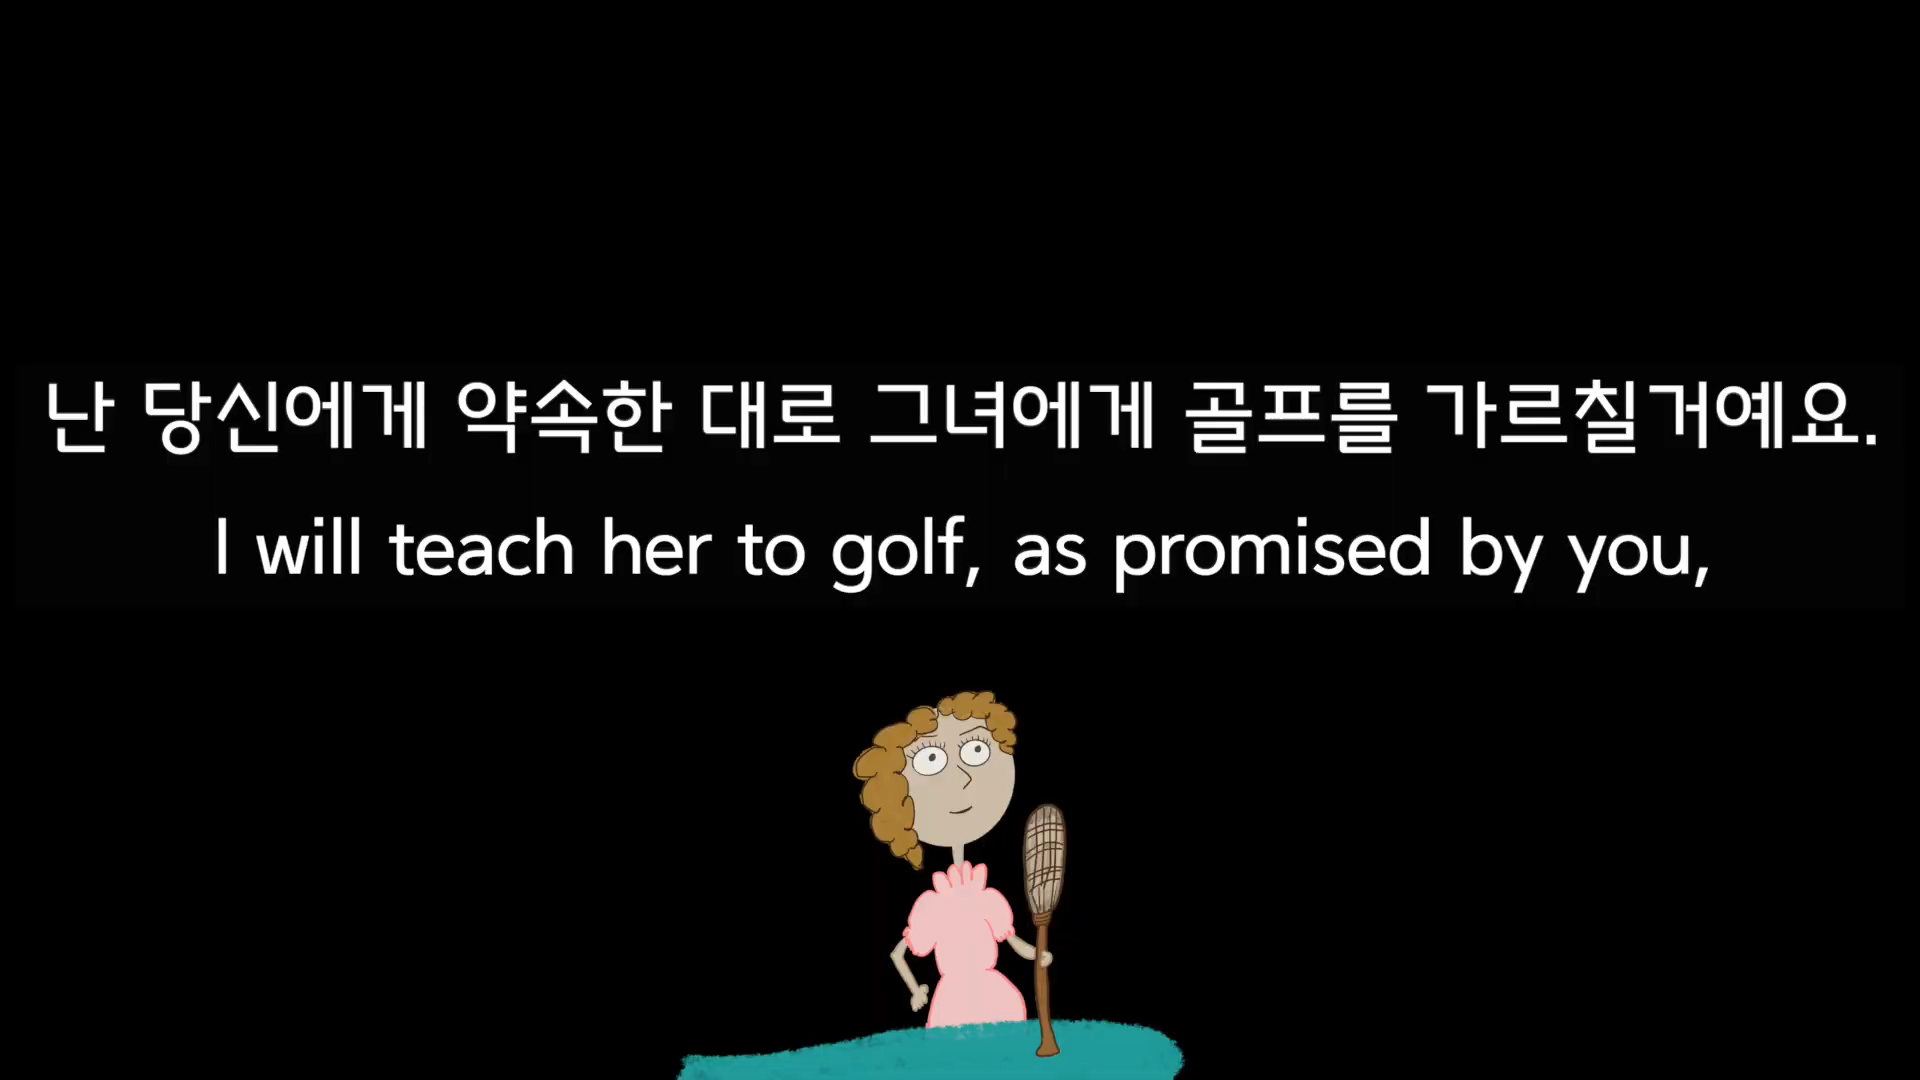 난 당신에게 약속한 대로 그녀에게 골프를 가르칠거예요.
I will teach her to golf, as promised by you,